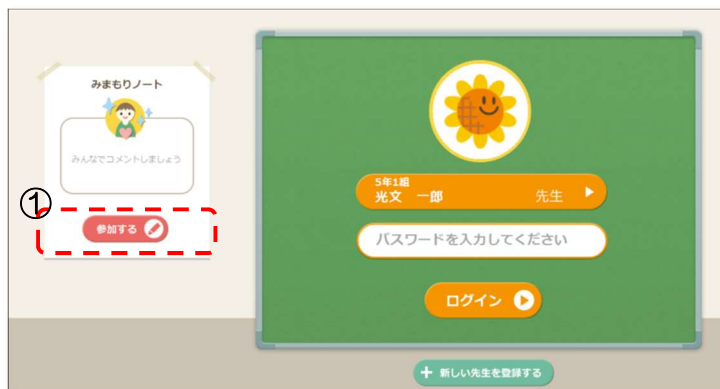 みまもりノート
みんなでコメントしましょう
①
参加する
5年1組
光文 一郎 先生
パスワードを入力してください
ログイン
新しい先生を登録する